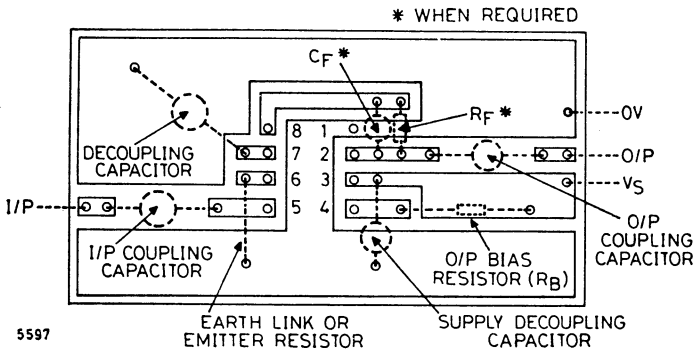 * WHEN REQUIRED
CF *
RF *
8 1
7 2
6 3
5 4
0V
O/P
VS
I/P
DECOUPLING
CAPACITOR
I/P COUPLING
CAPACITOR
O/P
COUPLING
CAPACITOR
O/P BIAS
RESISTOR (RB)
EARTH LINK OR
EMITTER RESISTOR
SUPPLY DECOUPLING
CAPACITOR
5597